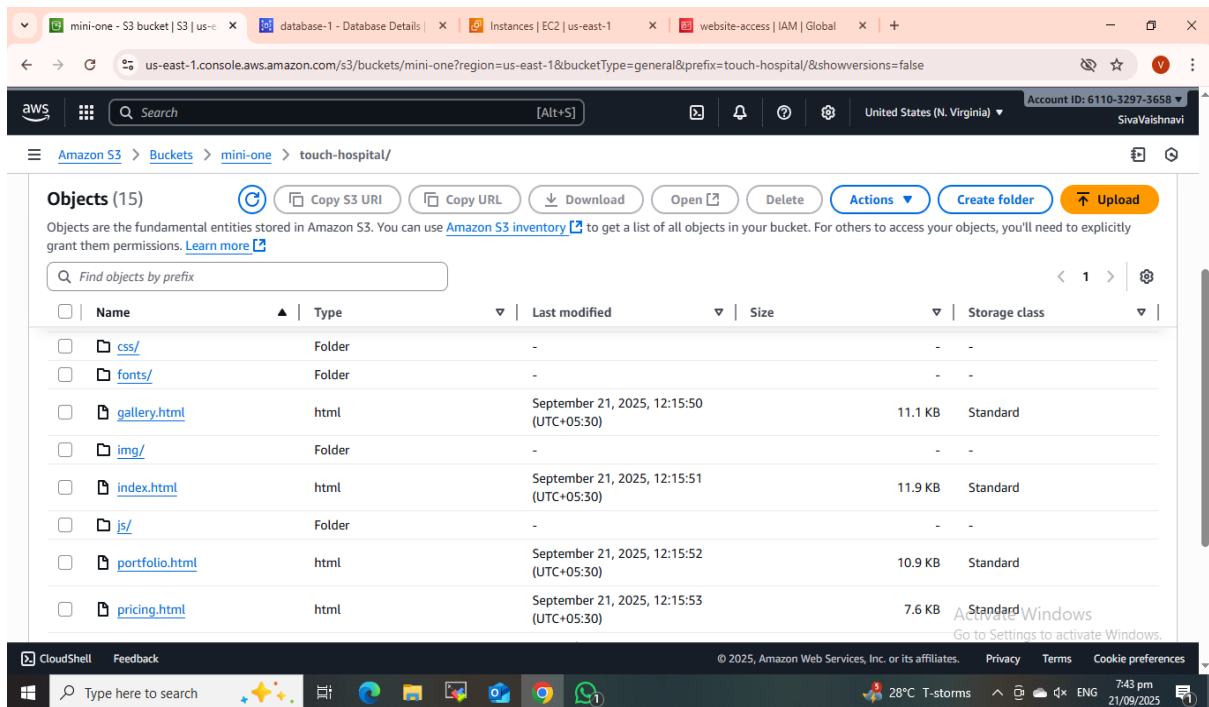 mini-one - S3 bucket | S3 | us-e
database-1 - Database Details |
Instances | EC2 | us-east-1
website-access | IAM | Global
us-east-1.console.aws.amazon.com/s3/buckets/mini-one?region=us-east-1&bucketType=general&prefix=touch-hospital/&showversions=false
V
aws
Search [Alt+S]
United States (N. Virginia)
Account ID: 6110-3297-3658
SivaVaishnavi
Amazon S3 > Buckets > mini-one > touch-hospital/
Objects (15) Copy S3 URI Copy URL Download Open Delete Actions Create folder Upload
Objects are the fundamental entities stored in Amazon S3. You can use Amazon S3 inventory to get a list of all objects in your bucket. For others to access your objects, you'll need to explicitly
grant them permissions. Learn more
Find objects by prefix 1
Name Type Last modified Size Storage class
css/ Folder - - -
fonts/ Folder - - -
gallery.html html September 21, 2025, 12:15:50 (UTC+05:30) 11.1 KB Standard
img/ Folder - - -
index.html html September 21, 2025, 12:15:51 (UTC+05:30) 11.9 KB Standard
js/ Folder - - -
portfolio.html html September 21, 2025, 12:15:52 (UTC+05:30) 10.9 KB Standard
pricing.html html September 21, 2025, 12:15:53 (UTC+05:30) 7.6 KB Standard
Activate Windows
Go to Settings to activate Windows.
CloudShell Feedback © 2025, Amazon Web Services, Inc. or its affiliates. Privacy Terms Cookie preferences
Type here to search 1 5 28°C T-storms ENG 7:43 pm
21/09/2025 1